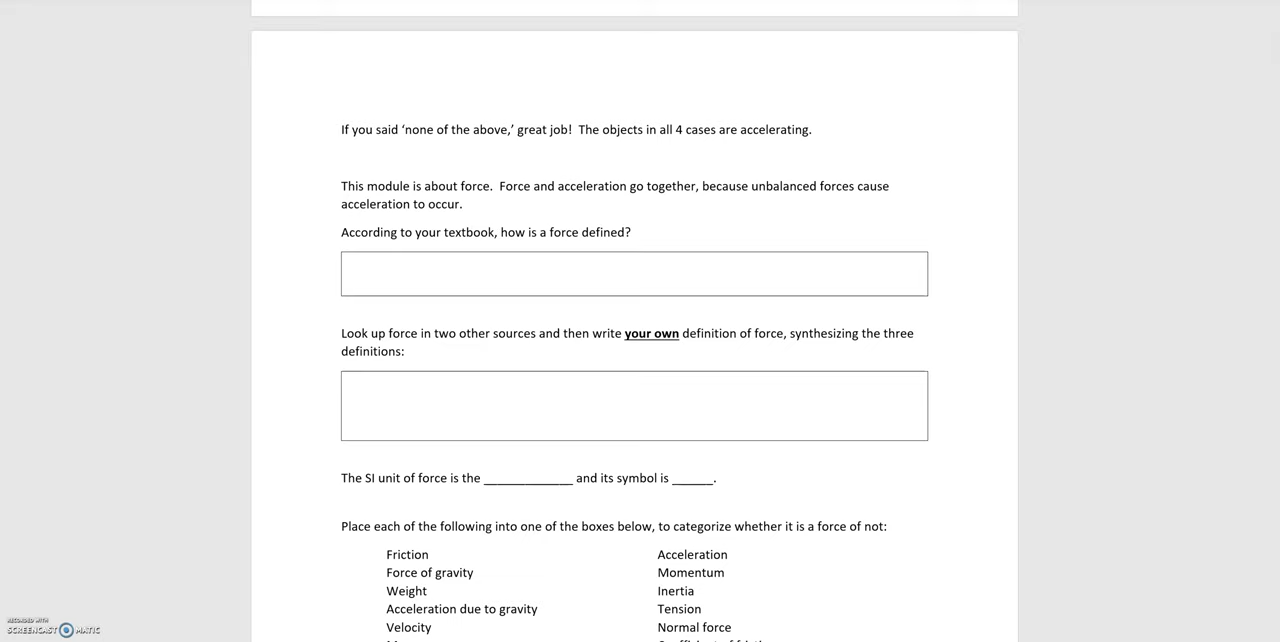 If you said ‘none of the above,’ great job!  The objects in all 4 cases are accelerating.
This module is about force.  Force and acceleration go together, because unbalanced forces cause
acceleration to occur.
According to your textbook, how is a force defined?
Look up force in two other sources and then write your own definition of force, synthesizing the three
definitions:
The SI unit of force is the _____________ and its symbol is ______.
Place each of the following into one of the boxes below, to categorize whether it is a force of not:
Friction Acceleration
Force of gravity Momentum
Weight Inertia
Acceleration due to gravity Tension
Velocity Normal force
RECORDED WITH
SCREENCAST MATIC